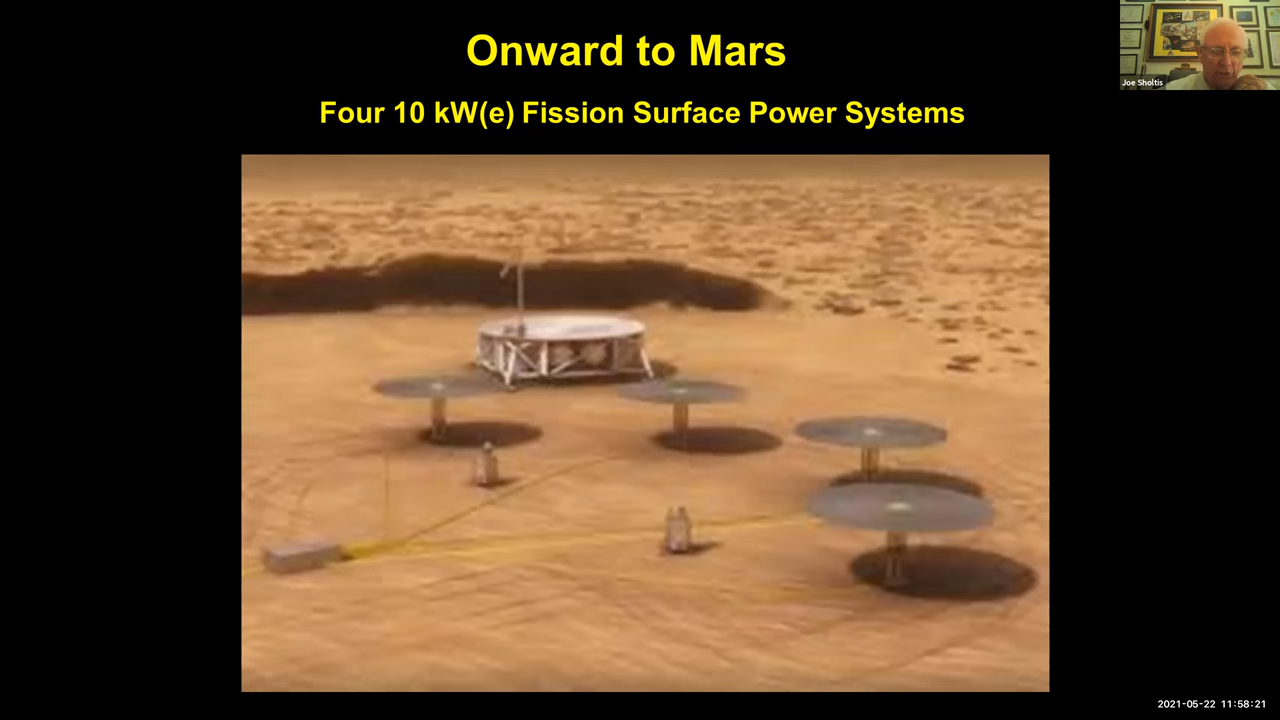 Onward to Mars
Four 10 kW(e) Fission Surface Power Systems
Joe Sholtis
2021-05-22 11:58:21